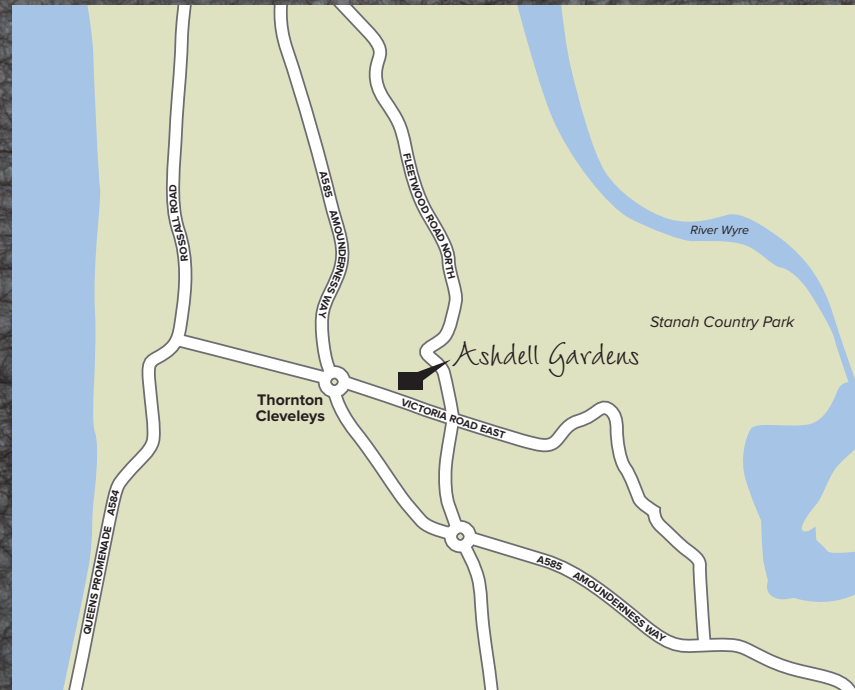 ROSSALL ROAD
A585 AMOUNDERNESS WAY
FLEETWOOD ROAD NORTH
River Wyre
Stanah Country Park
Ashdell Gardens
Thornton
Cleveleys
VICTORIA ROAD EAST
QUEENS PROMENADE A584
A585 AMOUNDERNESS WAY